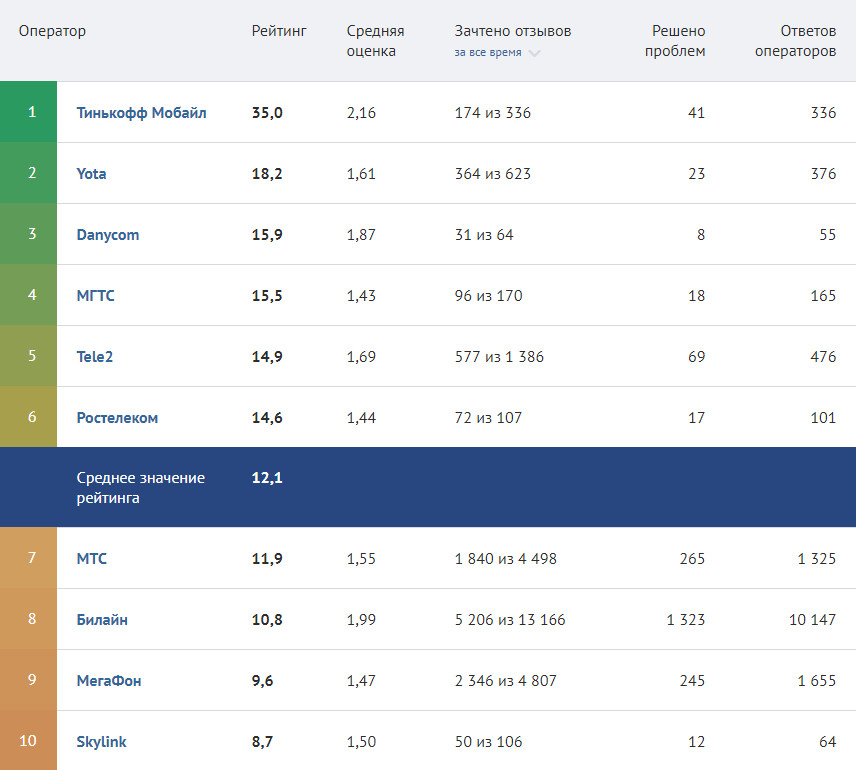 Оператор Рейтинг Средняя оценка Зачтено отзывов за все время Решено проблем Ответов операторов
1 Тинькофф Мобайл 35,0 2,16 174 из 336 41 336
2 Yota 18,2 1,61 364 из 623 23 376
3 Danycom 15,9 1,87 31 из 64 8 55
4 МГТС 15,5 1,43 96 из 170 18 165
5 Tele2 14,9 1,69 577 из 1 386 69 476
6 Ростелеком 14,6 1,44 72 из 107 17 101
Среднее значение рейтинга 12,1
7 МТС 11,9 1,55 1 840 из 4 498 265 1 325
8 Билайн 10,8 1,99 5 206 из 13 166 1 323 10 147
9 МегаФон 9,6 1,47 2 346 из 4 807 245 1 655
10 Skylink 8,7 1,50 50 из 106 12 64